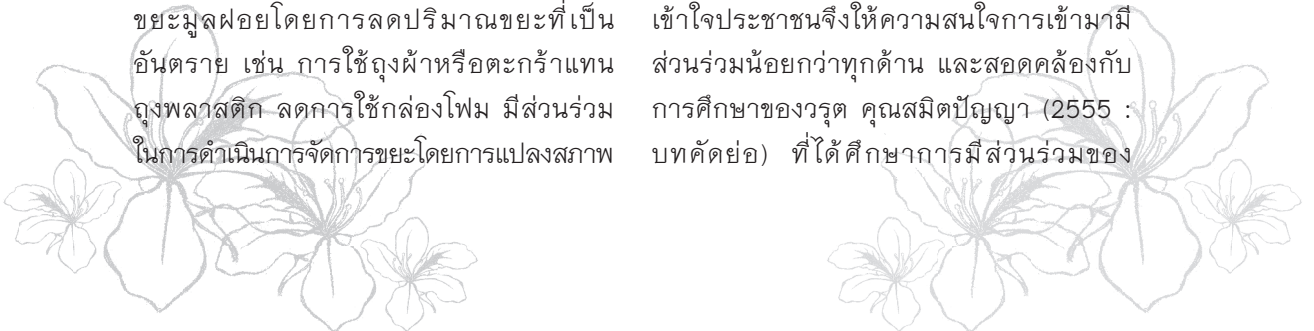 ขยะมูลฝอยโดยการลดปริมาณขยะที่เป็น
อันตราย เช่น การใช้ถุงผ้าหรือตะกร้าแทน
ถุงพลาสติก ลดการใช้กล่องโฟม มีส่วนร่วม
ในการดำเนินการจัดการขยะโดยการแปลงสภาพ
เข้าใจประชาชนจึงให้ความสนใจการเข้ามามี
ส่วนร่วมน้อยกว่าทุกด้าน และสอดคล้องกับ
การศึกษาของวรุต คุณสมิตปัญญา (2555 :
บทคัดย่อ) ที่ได้ศึกษาการมีส่วนร่วมของ